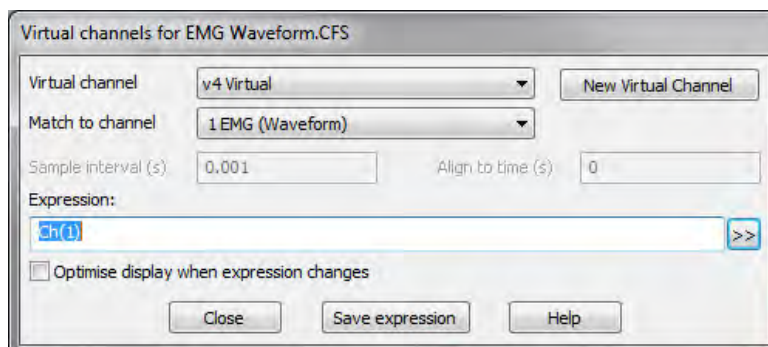 Virtual channels for EMG Waveform.CFS
Virtual channel v4 Virtual New Virtual Channel
Match to channel 1 EMG (Waveform)
Sample interval (s) 0.001 Align to time (s) 0
Expression:
Ch(1) >>
Optimise display when expression changes
Close Save expression Help